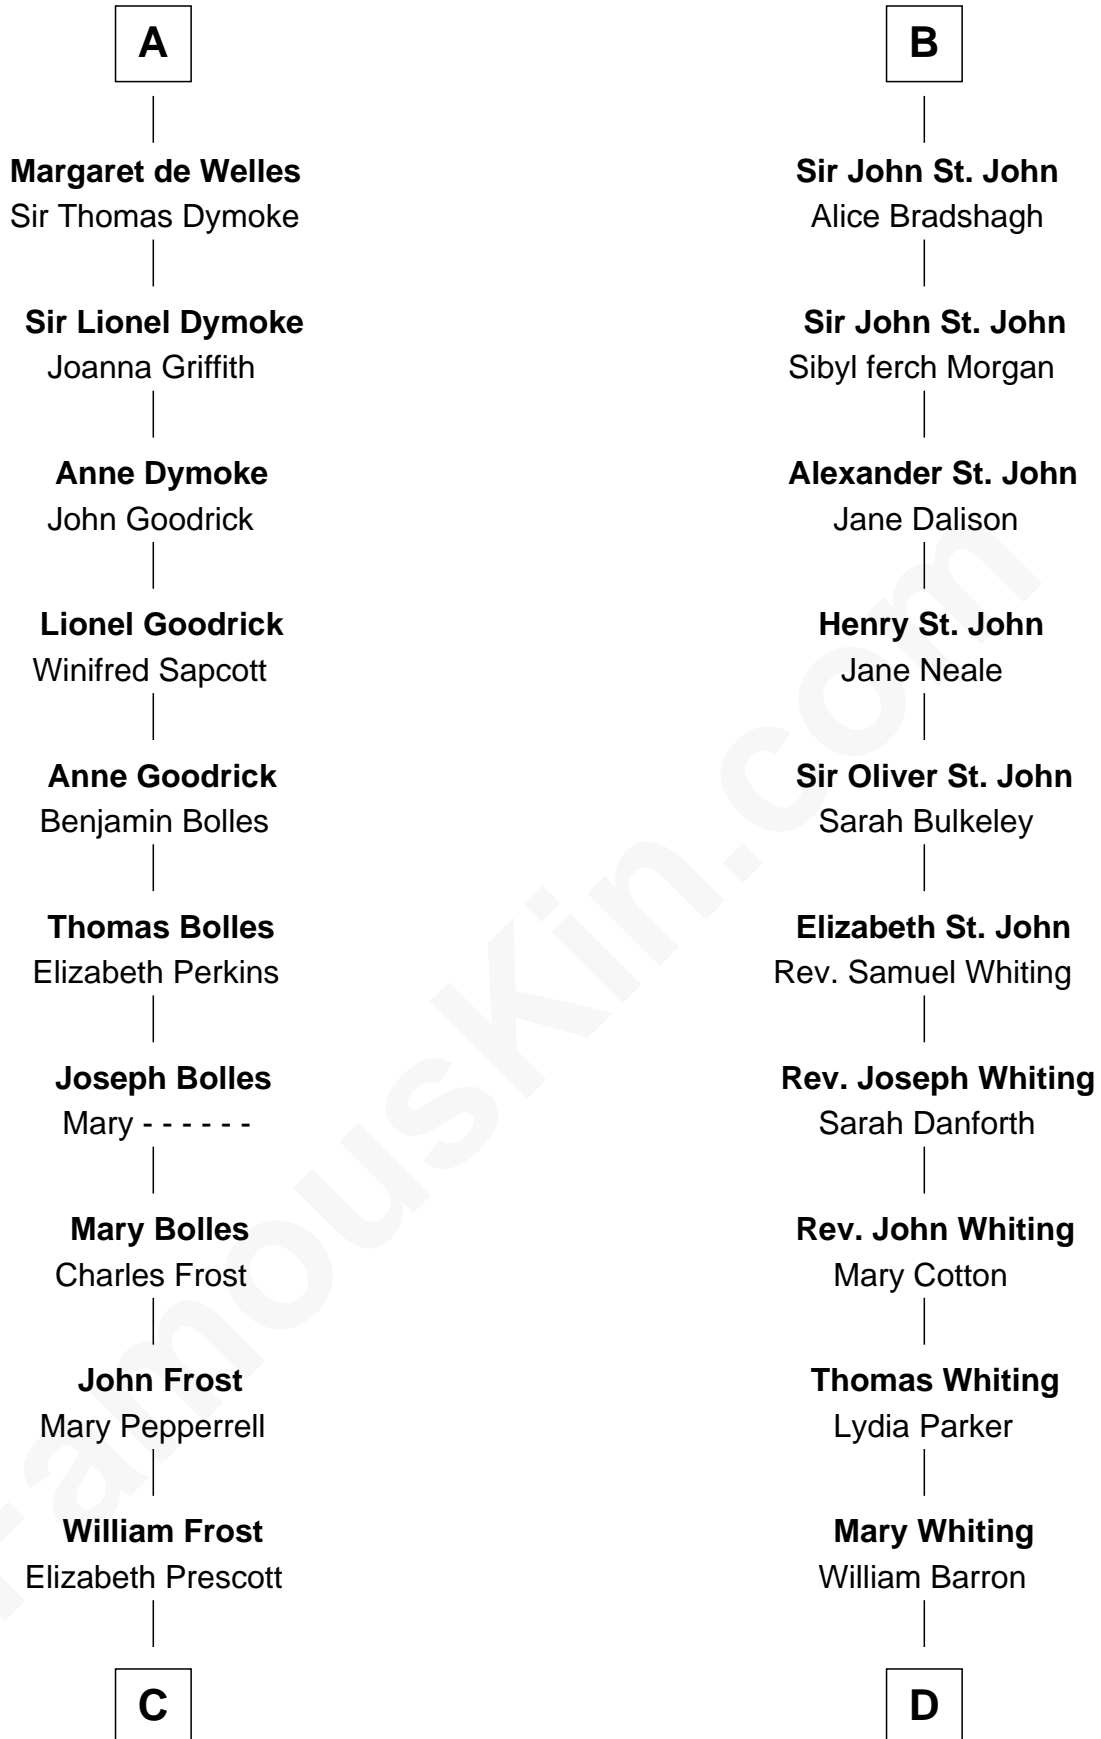 A
Margaret de Welles
Sir Thomas Dymoke
Sir Lionel Dymoke
Joanna Griffith
Anne Dymoke
John Goodrick
Lionel Goodrick
Winifred Sapcott
Anne Goodrick
Benjamin Bolles
Thomas Bolles
Elizabeth Perkins
Joseph Bolles
Mary - - - - - -
Mary Bolles
Charles Frost
John Frost
Mary Pepperrell
William Frost
Elizabeth Prescott
C
B
Sir John St. John
Alice Bradshagh
Sir John St. John
Sibyl ferch Morgan
Alexander St. John
Jane Dalison
Henry St. John
Jane Neale
Sir Oliver St. John
Sarah Bulkeley
Elizabeth St. John
Rev. Samuel Whiting
Rev. Joseph Whiting
Sarah Danforth
Rev. John Whiting
Mary Cotton
Thomas Whiting
Lydia Parker
Mary Whiting
William Barron
D
FamousKin.com